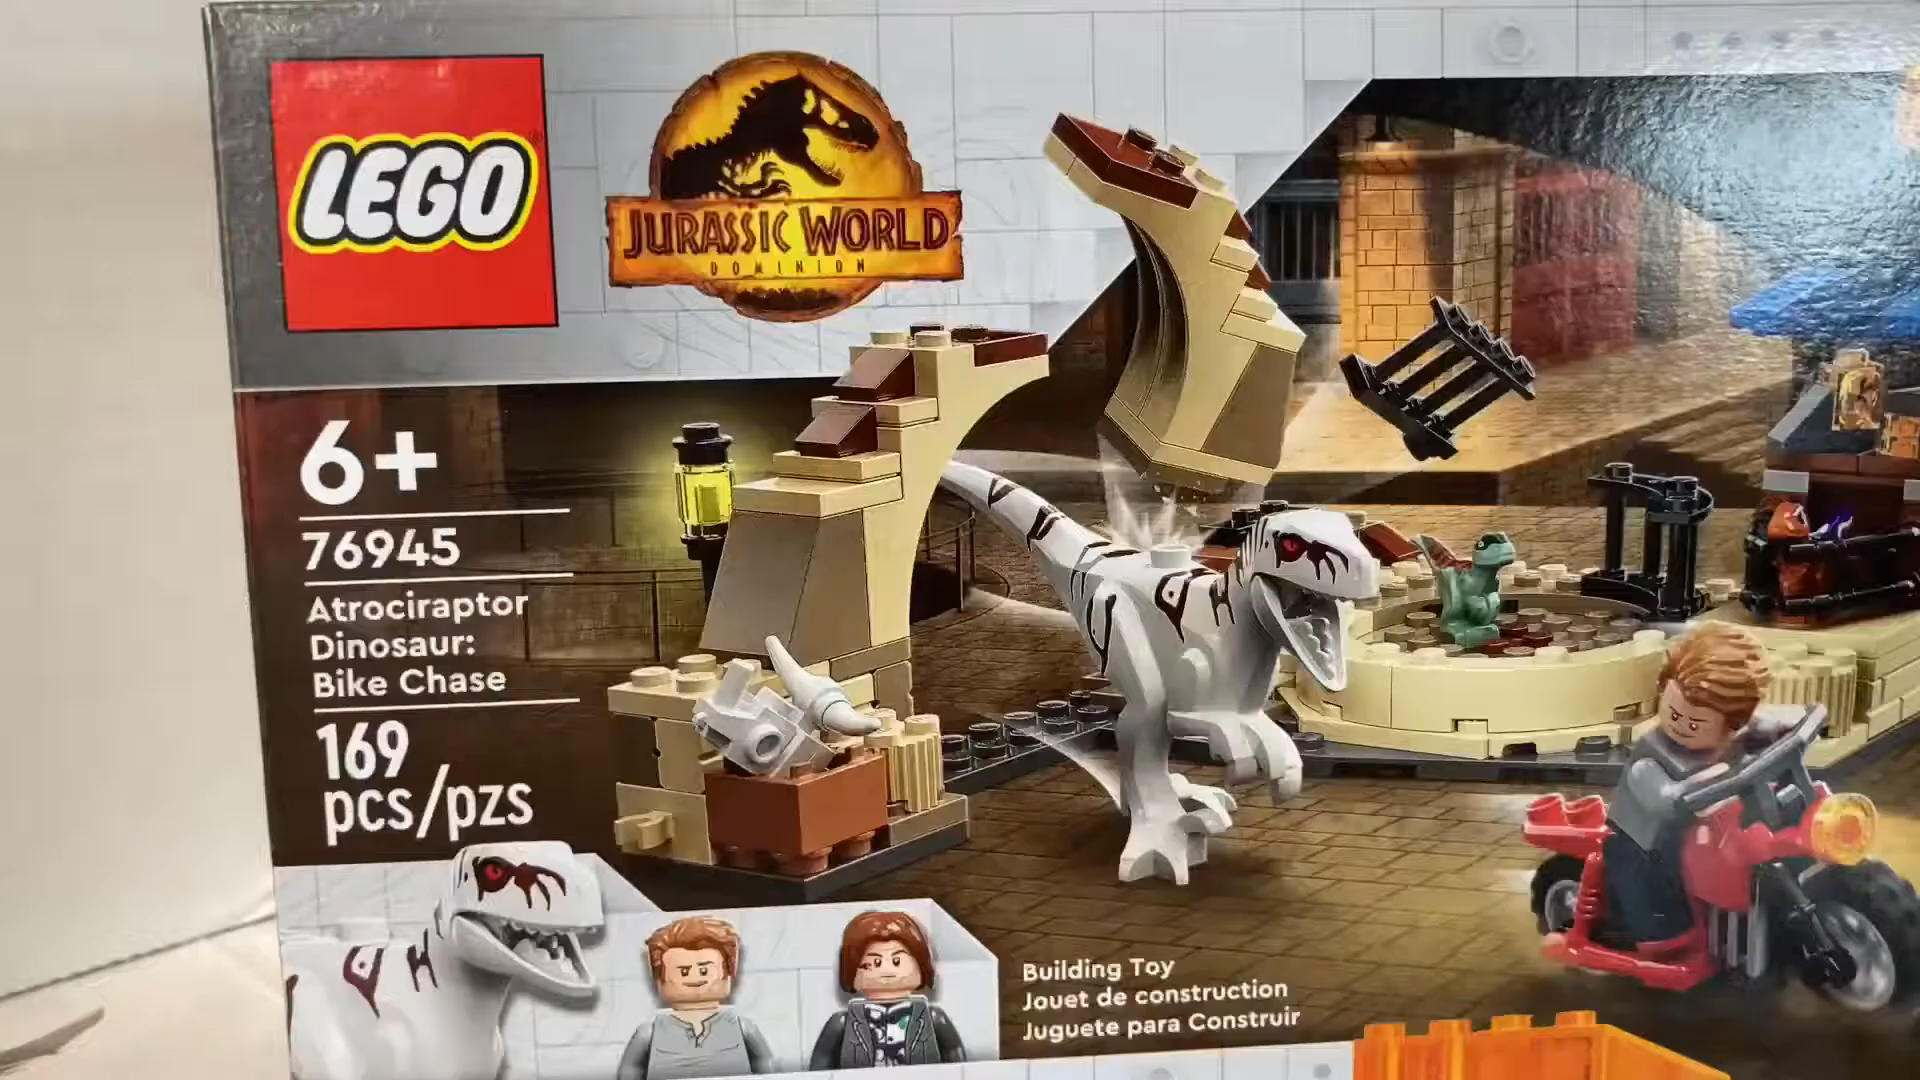 LEGO
JURASSIC WORLD
DOMINION
6+
76945
Atrociraptor
Dinosaur:
Bike Chase
169
pcs/pzs
Building Toy
Jouet de construction
Juguete para Construir